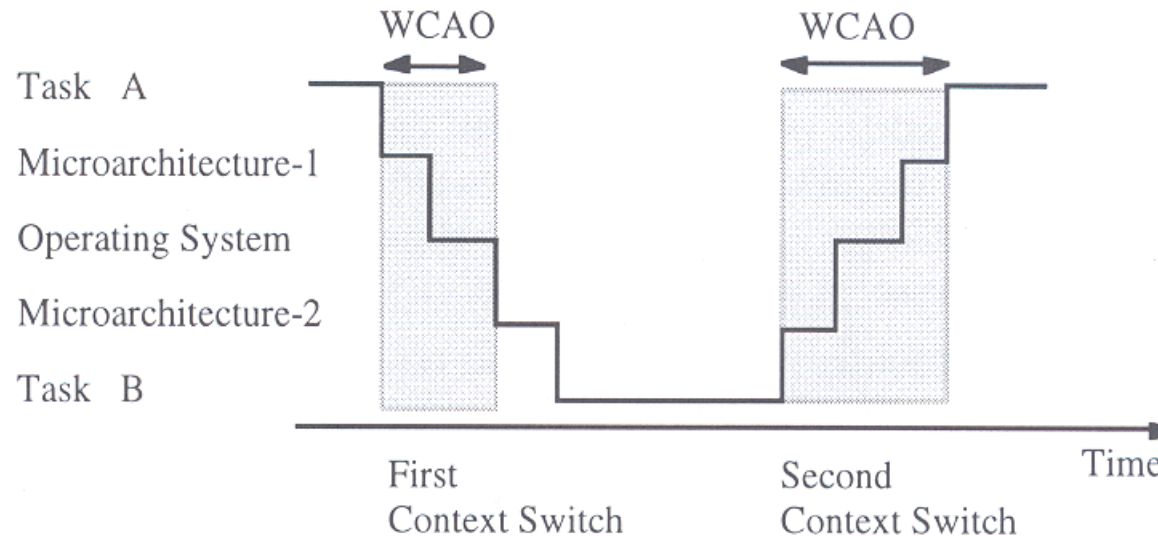 WCAO WCAO
Task A
Microarchitecture-1
Operating System
Microarchitecture-2
Task B
Time
First
Context Switch
Second
Context Switch